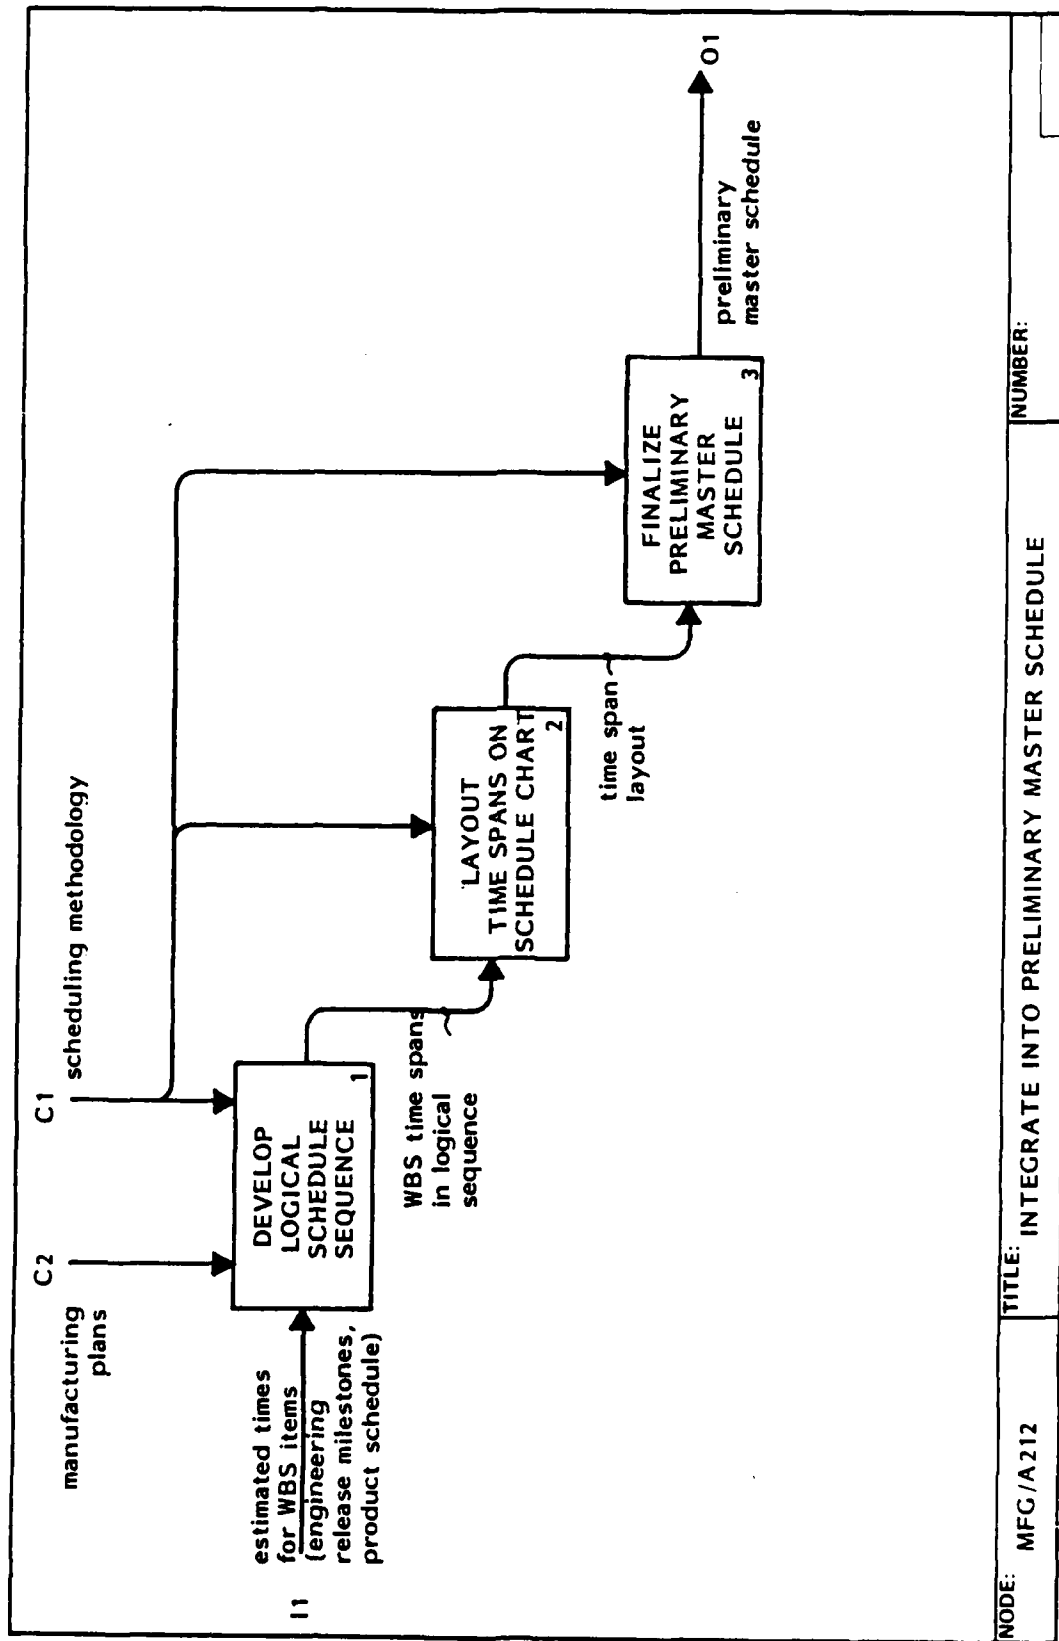 C2
C1
manufacturing
plans
scheduling methodology
I1
estimated times
for WBS items
(engineering
release milestones,
product schedule)
DEVELOP
LOGICAL
SCHEDULE
SEQUENCE
1
WBS time spans
in logical
sequence
LAYOUT
TIME SPANS ON
SCHEDULE CHART
2
time span
layout
FINALIZE
PRELIMINARY
MASTER
SCHEDULE
3
preliminary
master schedule
O1
NODE: MFG/A212
TITLE: INTEGRATE INTO PRELIMINARY MASTER SCHEDULE
NUMBER: